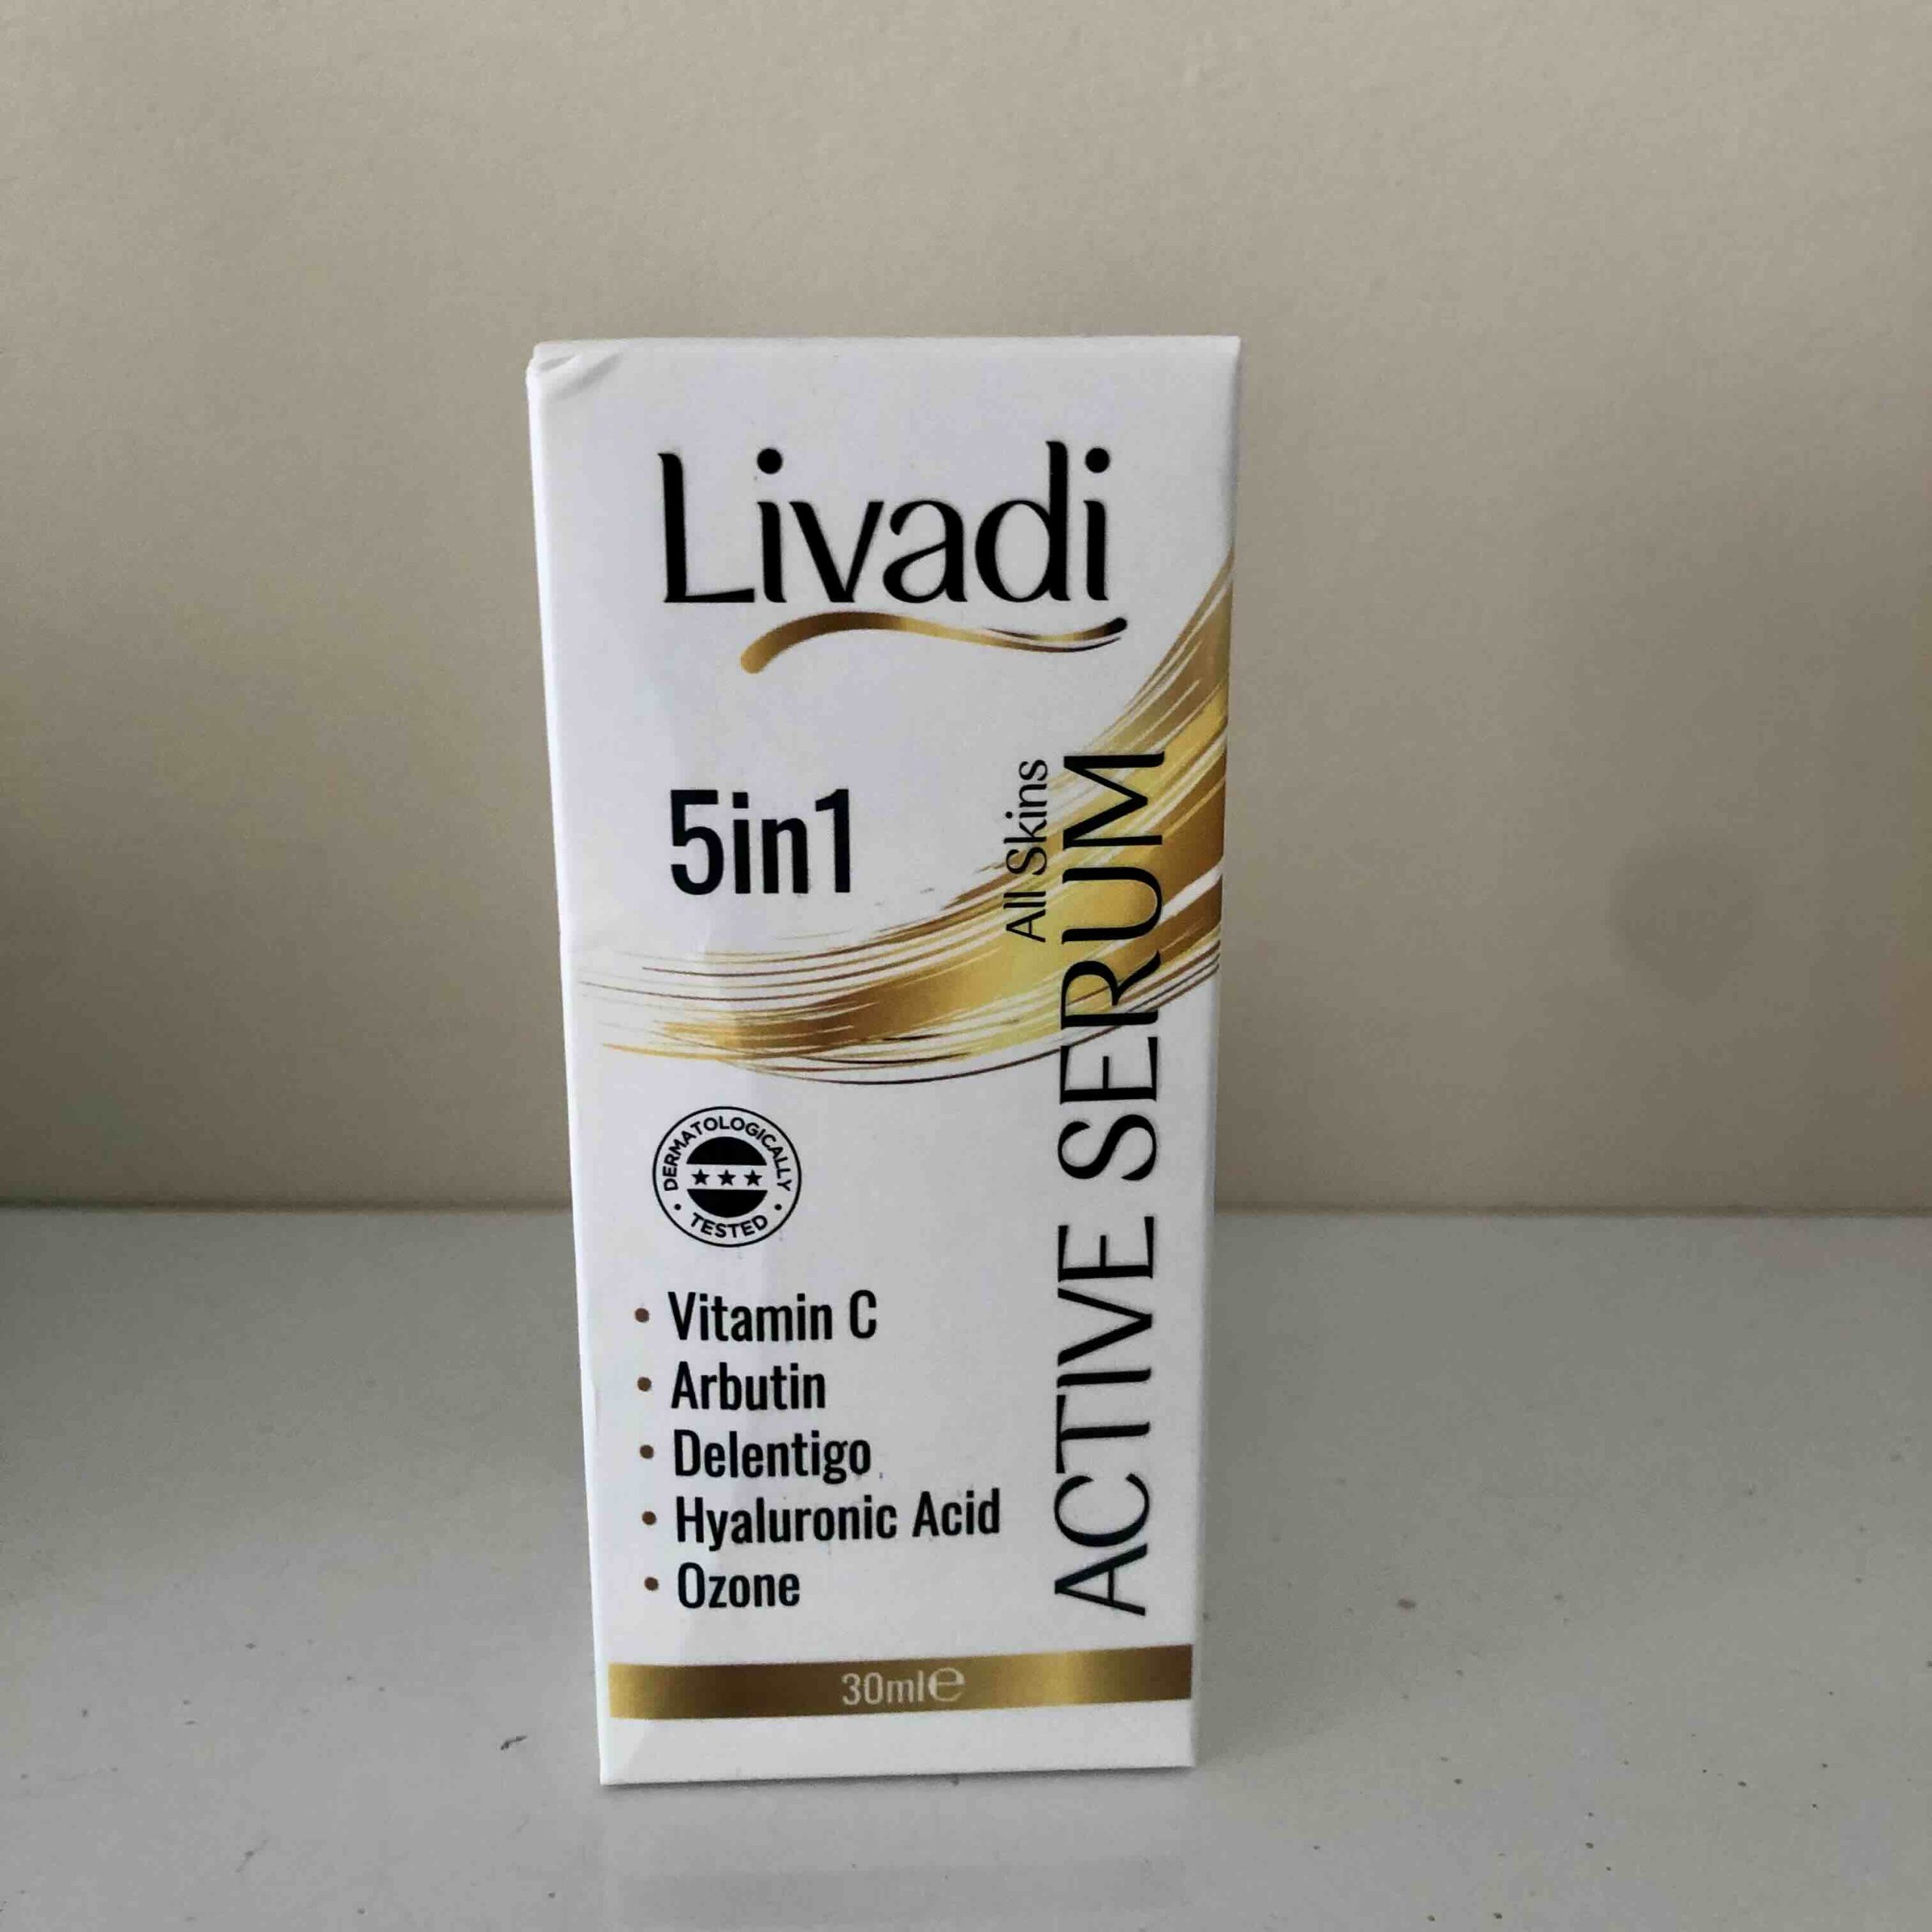 Livadi
5in1
All Skins
ACTIVE SERUM
DERMATOLOGICALLY
TESTED
• Vitamin C
• Arbutin
• Delentigo
• Hyaluronic Acid
• Ozone
30ml℮